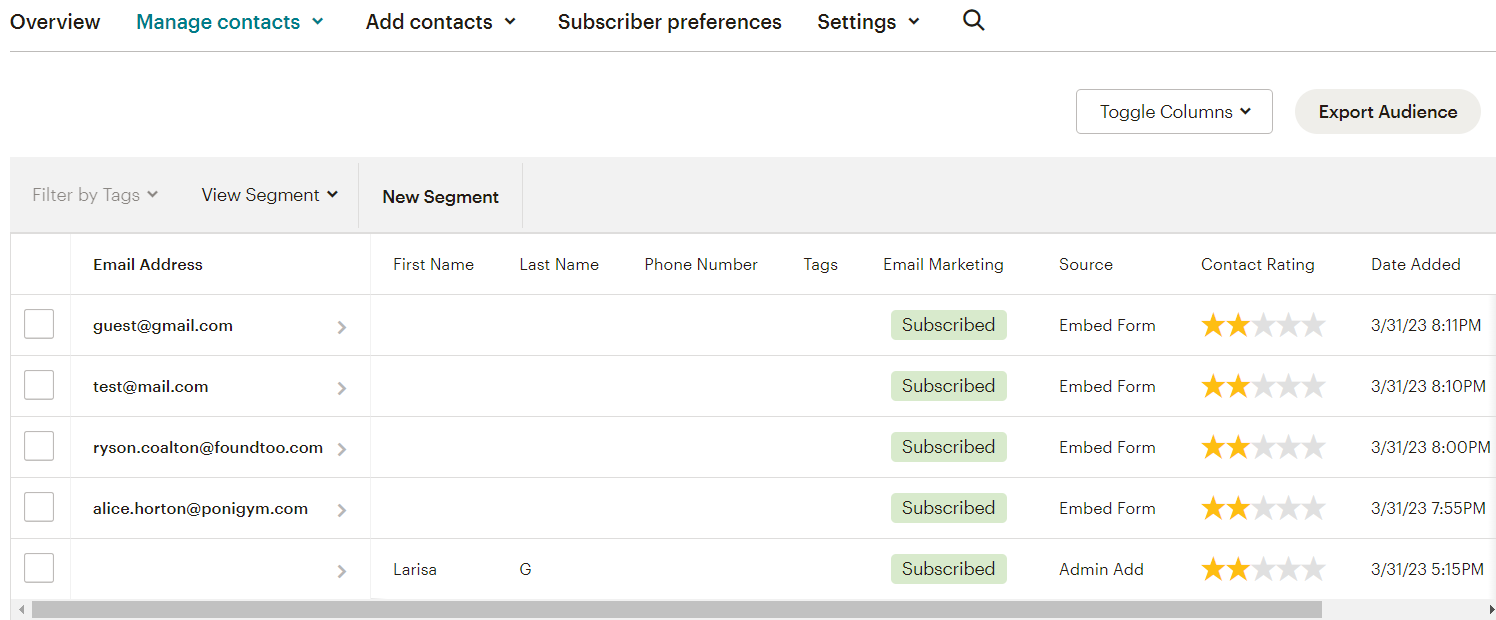 Overview Manage contacts Add contacts Subscriber preferences Settings
Toggle Columns Export Audience
Filter by Tags View Segment New Segment
Email Address First Name Last Name Phone Number Tags Email Marketing Source Contact Rating Date Added
guest@gmail.com Subscribed Embed Form 3/31/23 8:11PM
test@mail.com Subscribed Embed Form 3/31/23 8:10PM
ryson.coalton@foundtoo.com Subscribed Embed Form 3/31/23 8:00PM
alice.horton@ponigym.com Subscribed Embed Form 3/31/23 7:55PM
Larisa G Subscribed Admin Add 3/31/23 5:15PM